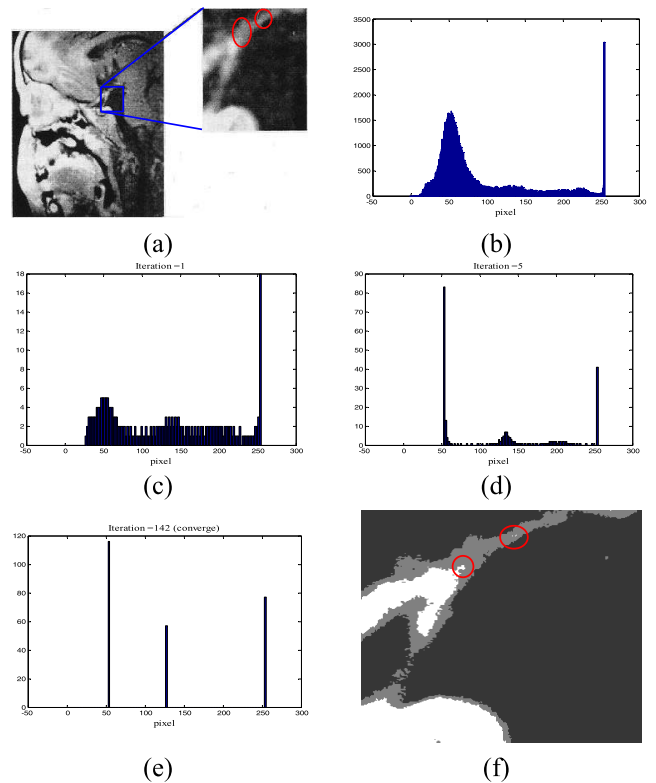 (a)
3500
3000
2500
2000
1500
1000
500
0
-50 0 50 100 150 200 250 300
pixel
(b)
Iteration =1
18
16
14
12
10
8
6
4
2
0
-50 0 50 100 150 200 250 300
pixel
(c)
Iteration =5
90
80
70
60
50
40
30
20
10
0
-50 0 50 100 150 200 250 300
pixel
(d)
Iteration =142 (converge)
120
100
80
60
40
20
0
-50 0 50 100 150 200 250 300
pixel
(e)
(f)